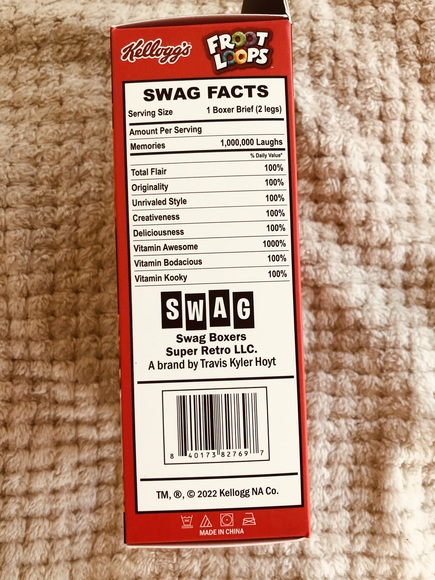 Kellogg's
FROOT
LOOPS
SWAG FACTS
Serving Size 1 Boxer Brief (2 legs)
Amount Per Serving
Memories 1,000,000 Laughs
% Daily Value*
Total Flair 100%
Originality 100%
Unrivaled Style 100%
Creativeness 100%
Deliciousness 100%
Vitamin Awesome 1000%
Vitamin Bodacious 100%
Vitamin Kooky 100%
SWAG
Swag Boxers
Super Retro LLC.
A brand by Travis Kyler Hoyt
8 40173 82769 7
TM, ®, © 2022 Kellogg NA Co.
MADE IN CHINA